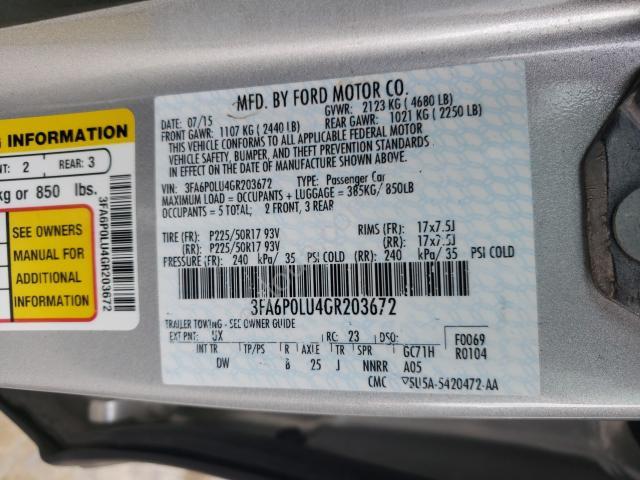 MFD. BY FORD MOTOR CO.
DATE: 07/15 GVWR: 2123 KG ( 4680 LB)
FRONT GAWR: 1107 KG ( 2440 LB) REAR GAWR: 1021 KG ( 2250 LB)
THIS VEHICLE CONFORMS TO ALL APPLICABLE FEDERAL MOTOR
VEHICLE SAFETY, BUMPER, AND THEFT PREVENTION STANDARDS
IN EFFECT ON THE DATE OF MANUFACTURE SHOWN ABOVE.
VIN: 3FA6P0LU4GR203672 TYPE: Passenger Car
MAXIMUM LOAD = OCCUPANTS + LUGGAGE = 385KG/ 850LB
OCCUPANTS = 5 TOTAL; 2 FRONT, 3 REAR
TIRE (FR): P225/50R17 93V RIMS (FR): 17x7.5J
(RR): P225/50R17 93V (RR): 17x7.5J
PRESSURE (FR): 240 kPa/ 35 PSI COLD (RR): 240 kPa/ 35 PSI COLD
3FA6P0LU4GR203672
TRAILER TOWING - SEE OWNER GUIDE
EXT PNT: UX RC: 23 DSO: F0069
INT TR TP/PS R AXLE TR SPR GC71H R0104
DW B 25 J NNRR A05
CMC ▽5U5A-5420472-AA
G INFORMATION
NT: 2 REAR: 3
kg or 850 lbs.
SEE OWNERS
MANUAL FOR
ADDITIONAL
INFORMATION
3FA6P0LU4GR203672